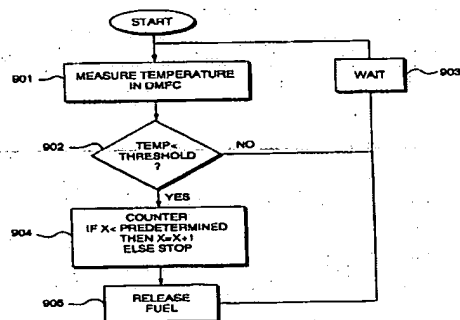 START
901
MEASURE TEMPERATURE
IN DMFC
WAIT
903
902
TEMP<
THRESHOLD
?
NO
YES
904
COUNTER
IF X< PREDETERMINED
THEN X=X+1
ELSE STOP
905
RELEASE
FUEL